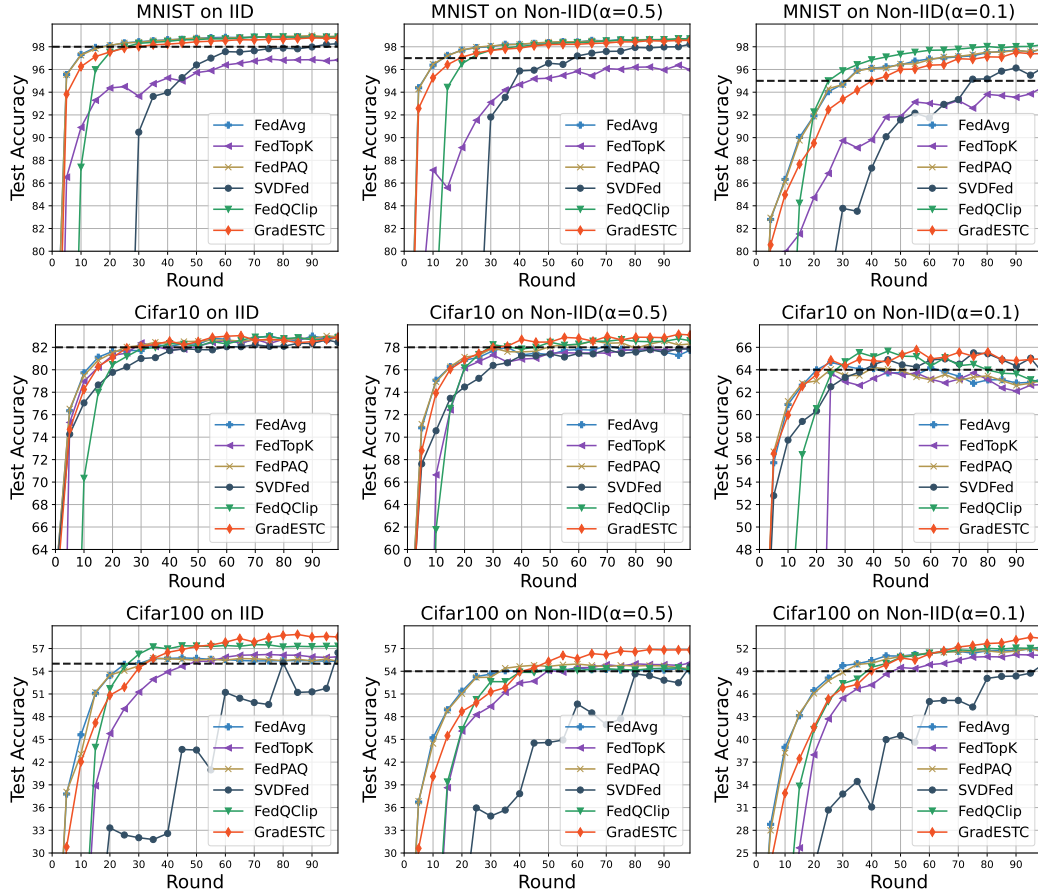 MNIST on IID
Test Accuracy
98
96
94
92
90
88
86
84
82
80
0 10 20 30 40 50 60 70 80 90
Round
FedAvg
FedTopK
FedPAQ
SVDFed
FedQClip
GradESTC
MNIST on Non-IID(α=0.5)
Test Accuracy
98
96
94
92
90
88
86
84
82
80
0 10 20 30 40 50 60 70 80 90
Round
FedAvg
FedTopK
FedPAQ
SVDFed
FedQClip
GradESTC
MNIST on Non-IID(α=0.1)
Test Accuracy
98
96
94
92
90
88
86
84
82
80
0 10 20 30 40 50 60 70 80 90
Round
FedAvg
FedTopK
FedPAQ
SVDFed
FedQClip
GradESTC
Cifar10 on IID
Test Accuracy
82
80
78
76
74
72
70
68
66
64
0 10 20 30 40 50 60 70 80 90
Round
FedAvg
FedTopK
FedPAQ
SVDFed
FedQClip
GradESTC
Cifar10 on Non-IID(α=0.5)
Test Accuracy
78
76
74
72
70
68
66
64
62
60
0 10 20 30 40 50 60 70 80 90
Round
FedAvg
FedTopK
FedPAQ
SVDFed
FedQClip
GradESTC
Cifar10 on Non-IID(α=0.1)
Test Accuracy
66
64
62
60
58
56
54
52
50
48
0 10 20 30 40 50 60 70 80 90
Round
FedAvg
FedTopK
FedPAQ
SVDFed
FedQClip
GradESTC
Cifar100 on IID
Test Accuracy
57
54
51
48
45
42
39
36
33
30
0 10 20 30 40 50 60 70 80 90
Round
FedAvg
FedTopK
FedPAQ
SVDFed
FedQClip
GradESTC
Cifar100 on Non-IID(α=0.5)
Test Accuracy
57
54
51
48
45
42
39
36
33
30
0 10 20 30 40 50 60 70 80 90
Round
FedAvg
FedTopK
FedPAQ
SVDFed
FedQClip
GradESTC
Cifar100 on Non-IID(α=0.1)
Test Accuracy
52
49
46
43
40
37
34
31
28
25
0 10 20 30 40 50 60 70 80 90
Round
FedAvg
FedTopK
FedPAQ
SVDFed
FedQClip
GradESTC